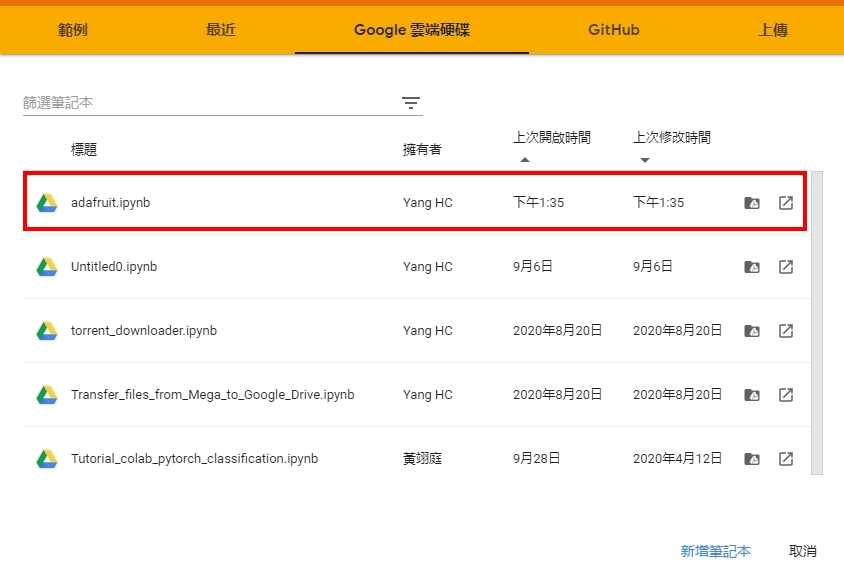 範例 最近 Google 雲端硬碟 GitHub 上傳
篩選筆記本
標題 擁有者 上次開啟時間 上次修改時間
adafruit.ipynb Yang HC 下午1:35 下午1:35
Untitled0.ipynb Yang HC 9月6日 9月6日
torrent_downloader.ipynb Yang HC 2020年8月20日 2020年8月20日
Transfer_files_from_Mega_to_Google_Drive.ipynb Yang HC 2020年8月20日 2020年8月20日
Tutorial_colab_pytorch_classification.ipynb 黃翊庭 9月28日 2020年4月12日
新增筆記本 取消